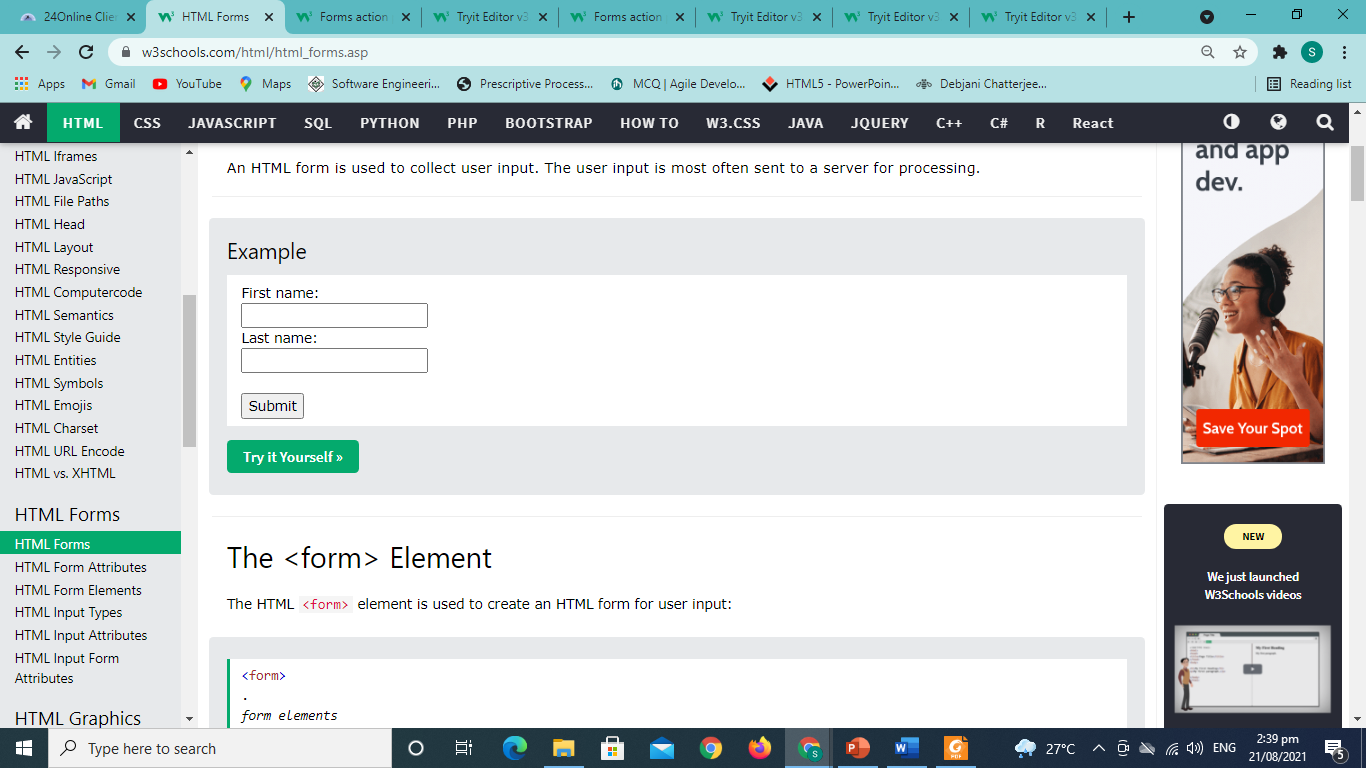 24Online Clien
HTML Forms
Forms action
Tryit Editor v3
Forms action
Tryit Editor v3
Tryit Editor v3
Tryit Editor v3
w3schools.com/html/html_forms.asp
S
Apps
Gmail
YouTube
Maps
Software Engineeri...
Prescriptive Process...
MCQ | Agile Develo...
HTML5 - PowerPoin...
Debjani Chatterjee...
Reading list
HTML
CSS
JAVASCRIPT
SQL
PYTHON
PHP
BOOTSTRAP
HOW TO
W3.CSS
JAVA
JQUERY
C++
C#
R
React
HTML Iframes
HTML JavaScript
HTML File Paths
HTML Head
HTML Layout
HTML Responsive
HTML Computercode
HTML Semantics
HTML Style Guide
HTML Entities
HTML Symbols
HTML Emojis
HTML Charset
HTML URL Encode
HTML vs. XHTML
HTML Forms
HTML Forms
HTML Form Attributes
HTML Form Elements
HTML Input Types
HTML Input Attributes
HTML Input Form
Attributes
HTML Graphics
An HTML form is used to collect user input. The user input is most often sent to a server for processing.
Example
First name:
Last name:
Submit
Try it Yourself »
The <form> Element
The HTML <form> element is used to create an HTML form for user input:
<form>
.
form elements
and app
dev.
Save Your Spot
NEW
We just launched
W3Schools videos
Type here to search
27°C
ENG
2:39 pm
21/08/2021
5